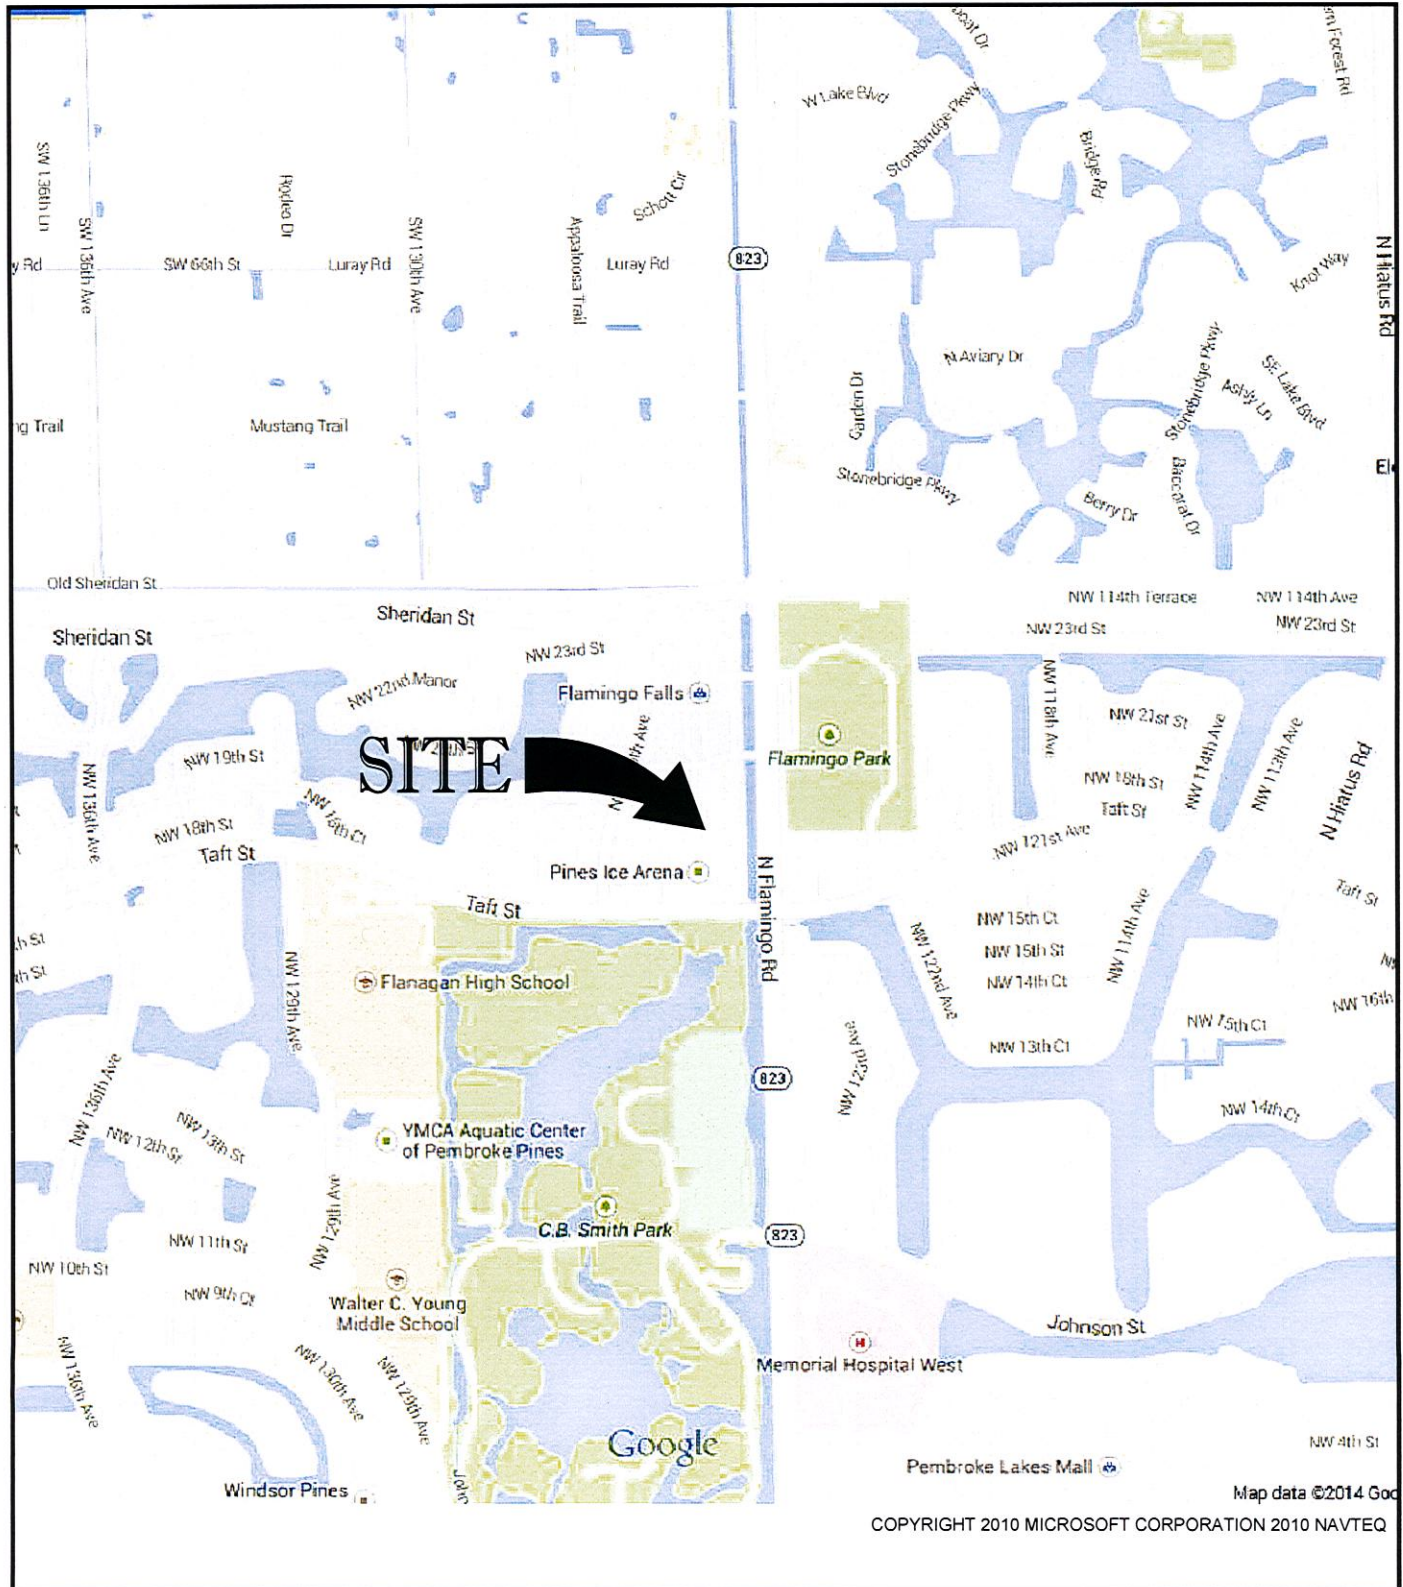 W Lake Blvd
Stonebridge Pkwy
Bridge Rd
SW 136th Ln
SW 136th Ave
SW 66th St
Luray Rd
SW 130th Ave
Appaloosa Trail
Schott Cir
Luray Rd
823
Knot Way
N Hiatus Rd
N Aviary Dr
Garden Dr
Stonebridge Pkwy
Ashly Ln
SE Lake Blvd
Mustang Trail
Stonebridge Pkwy
Berry Dr
Baccarat Dr
Old Sheridan St
Sheridan St
Sheridan St
NW 114th Terrace
NW 114th Ave
NW 23rd St
NW 23rd St
NW 23rd St
NW 22nd Manor
Flamingo Falls
NW 118th Ave
NW 21st St
NW 114th Ave
NW 113th Ave
N Hiatus Rd
NW 19th St
SITE
Flamingo Park
NW 136th Ave
NW 18th St
Taft St
NW 18th St
Taft St
NW 121st Ave
Pines Ice Arena
N Flamingo Rd
Taft St
Taft St
NW 15th Ct
NW 15th St
NW 14th Ct
NW 122nd Ave
NW 114th Ave
Flanagan High School
NW 129th Ave
NW 15th Ct
NW 16th
NW 13th Ct
NW 123rd Ave
823
NW 136th Ave
NW 12th St
NW 13th St
NW 14th Ct
YMCA Aquatic Center
of Pembroke Pines
NW 129th Ave
C.B. Smith Park
823
NW 11th St
NW 10th St
NW 9th Ct
Walter C. Young
Middle School
Johnson St
H
Memorial Hospital West
NW 136th Ave
NW 130th Ave
NW 129th Ave
Google
NW 4th St
Pembroke Lakes Mall
Windsor Pines
Map data ©2014 Goo
COPYRIGHT 2010 MICROSOFT CORPORATION 2010 NAVTEQ